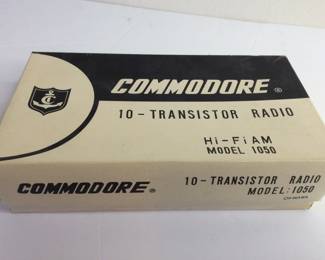 C
COMMODORE ®
10-TRANSISTOR RADIO
Hi-Fi AM
MODEL 1050
COMMODORE ®
10-TRANSISTOR RADIO
MODEL:1050